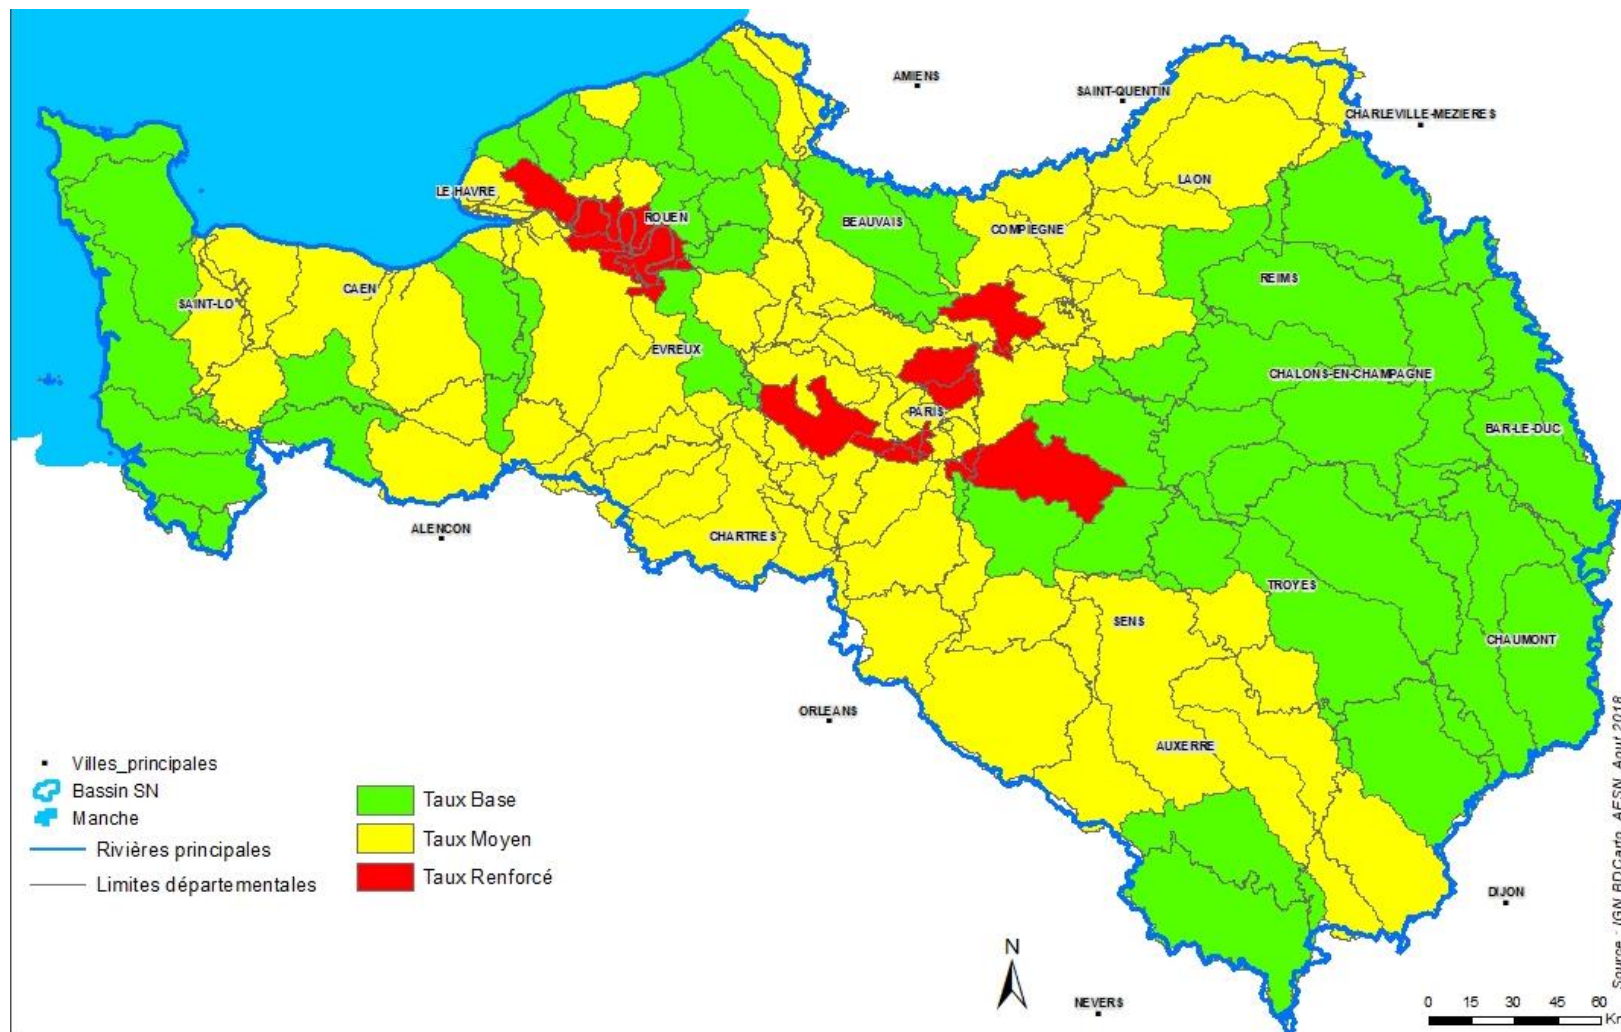 AMIENS
SAINT-QUENTIN
CHARLEVILLE-MEZIERES
LAON
LE HAVRE
ROUEN
BEAUVAIS
COMPIEGNE
REIMS
SAINT-LO
CAEN
EVREUX
CHALONS-EN-CHAMPAGNE
PARIS
BAR-LE-DUC
ALENCON
CHARTRES
TROYES
SENS
CHAUMONT
ORLEANS
AUXERRE
DIJON
NEVERS
Villes_principales
Bassin SN
Manche
Rivières principales
Limites départementales
Taux Base
Taux Moyen
Taux Renforcé
N
0 15 30 45 60
Km
Source : IGN BDCarto, AESN, Aout 2018